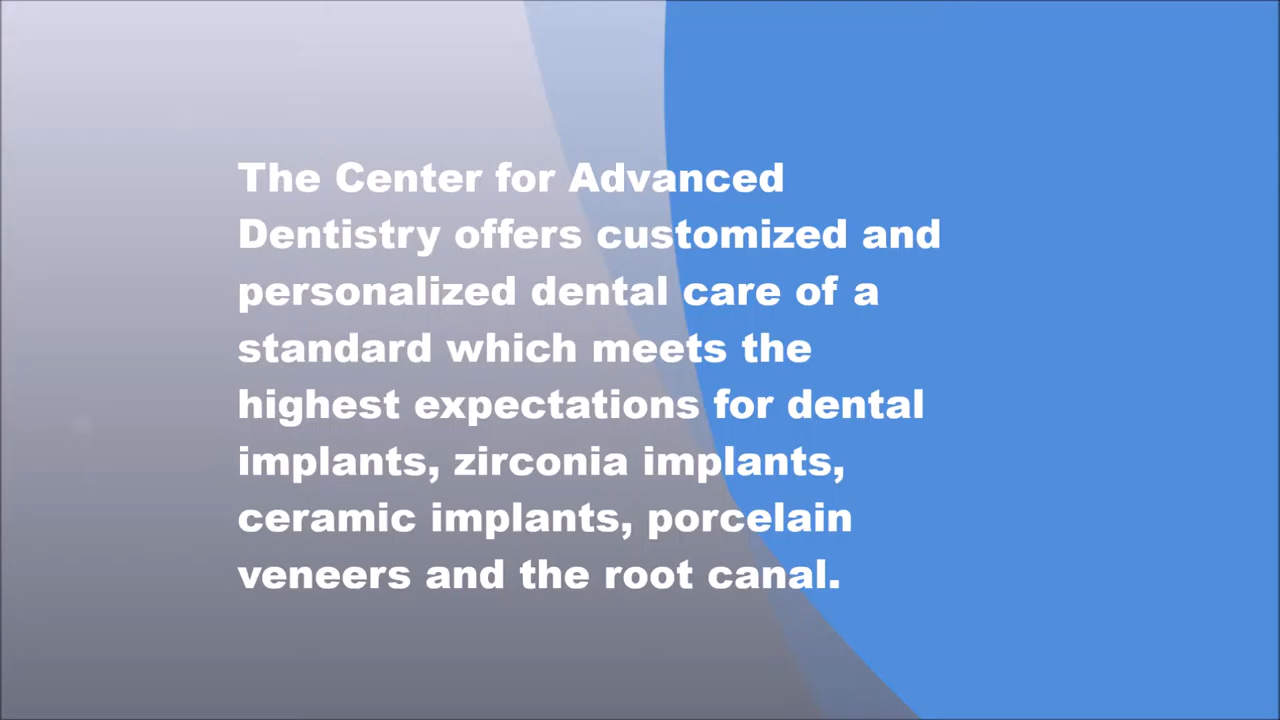 The Center for Advanced
Dentistry offers customized and
personalized dental care of a
standard which meets the
highest expectations for dental
implants, zirconia implants,
ceramic implants, porcelain
veneers and the root canal.